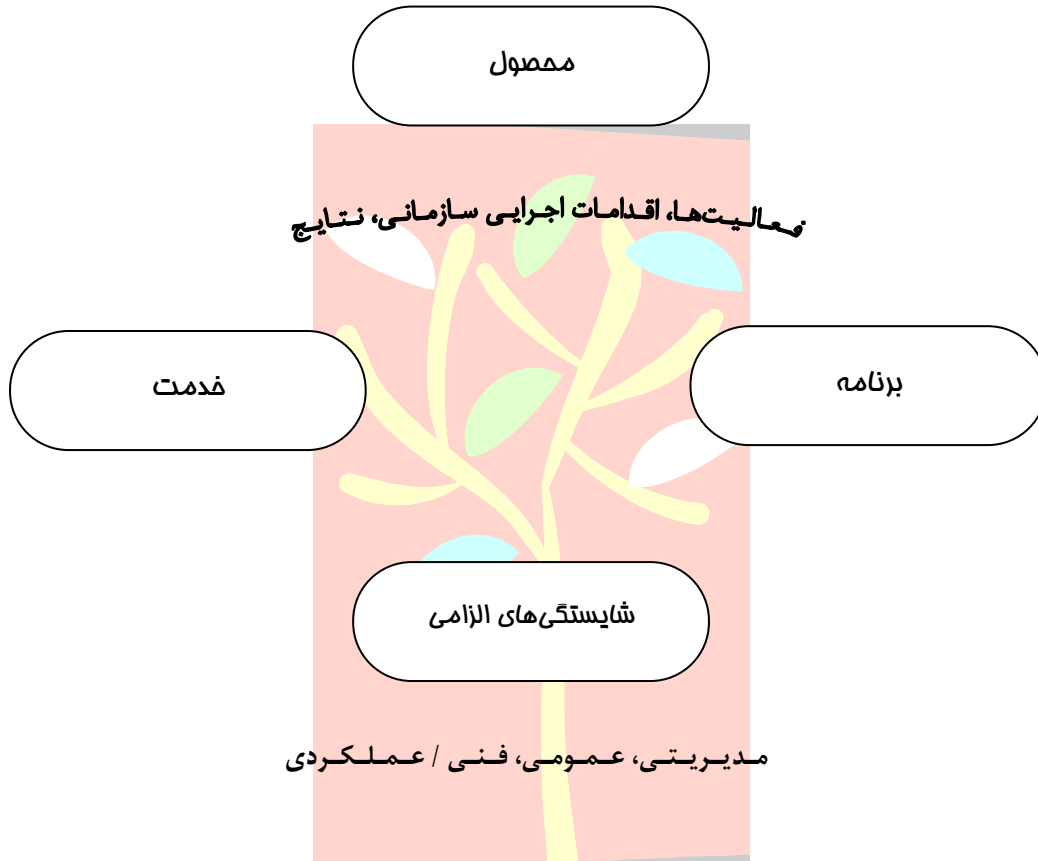 محصول
فعالیت‌ها، اقدامات اجرایی سازمانی، نتایج
برنامه
خدمت
شایستگی‌های الزامی
مدیریتی، عمومی، فنی / عملکردی